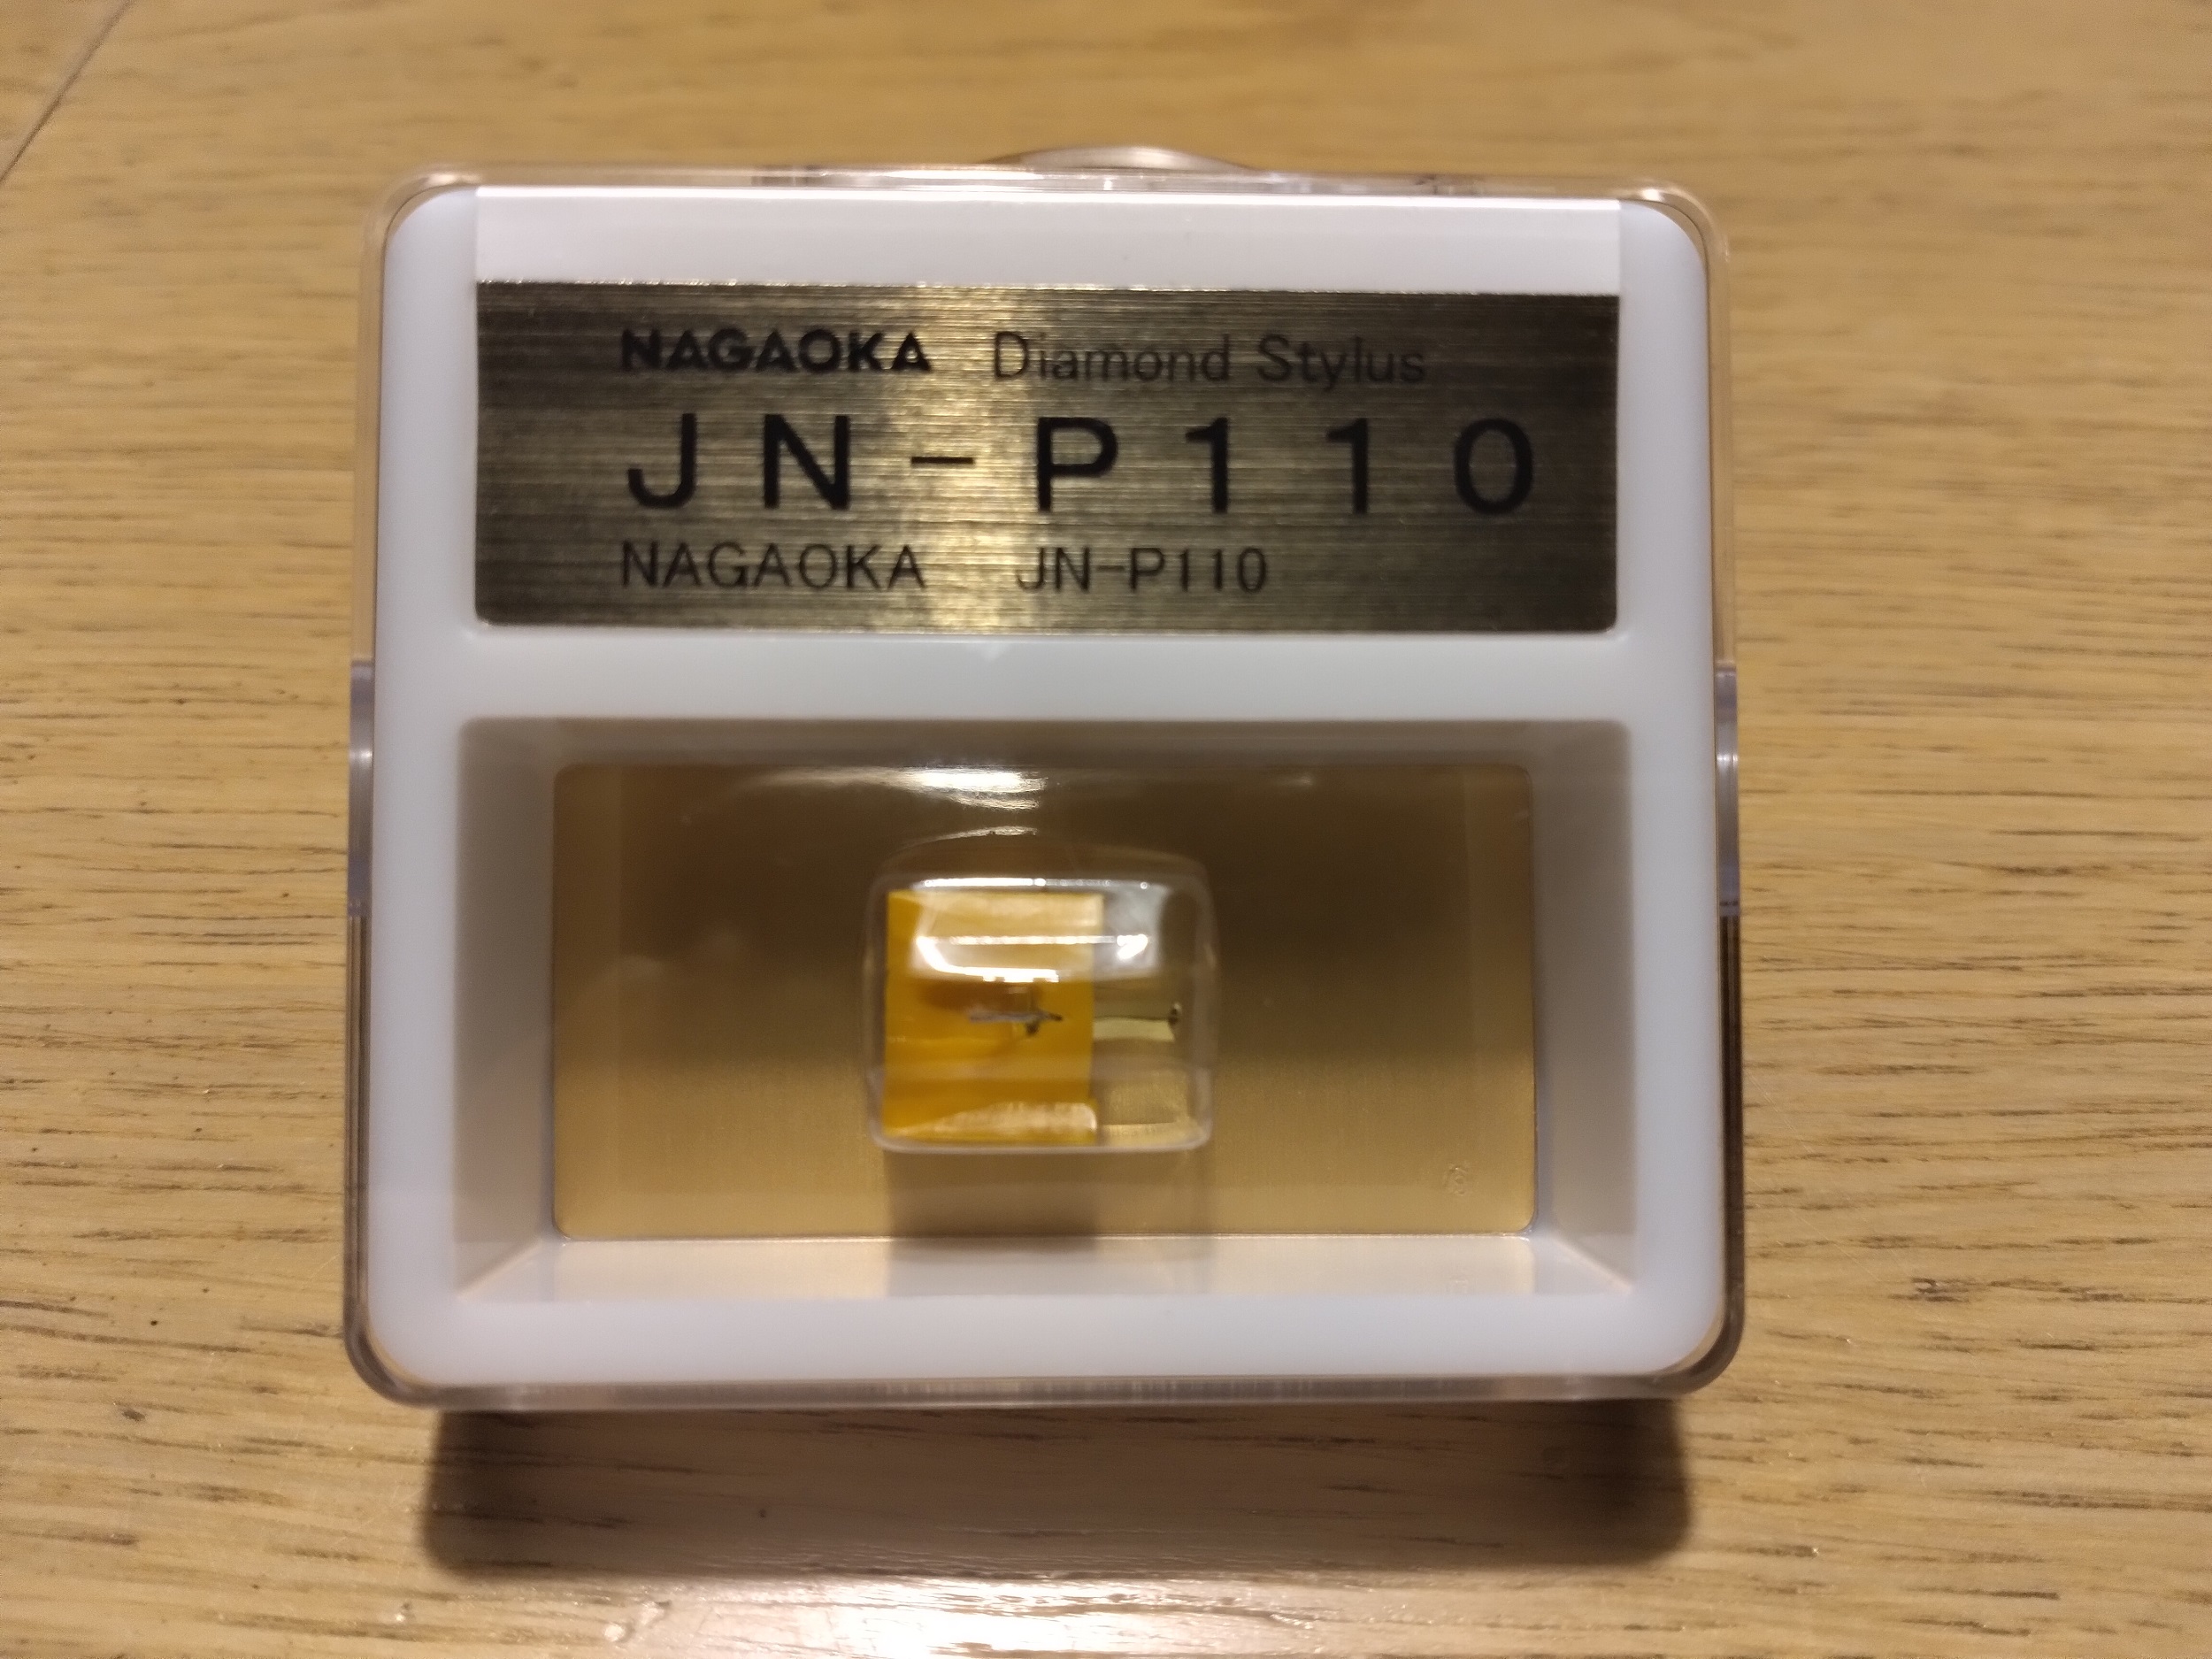 NAGAOKA Diamond Stylus
JN-P110
NAGAOKA JN-P110